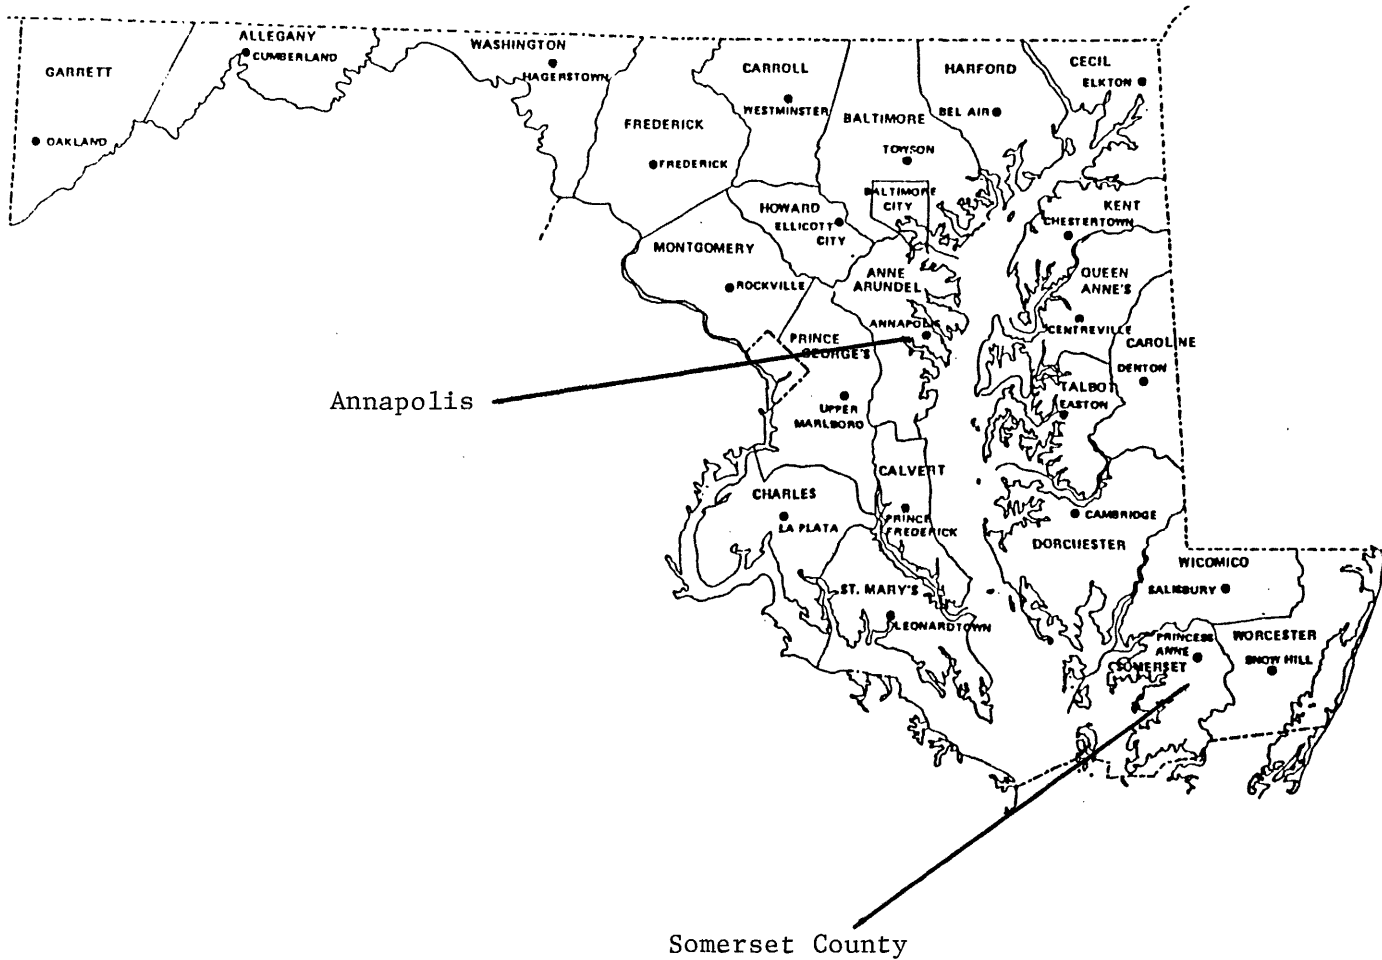 GARRETT
OAKLAND
ALLEGANY
CUMBERLAND
WASHINGTON
HAGERSTOWN
FREDERICK
FREDERICK
CARROLL
WESTMINSTER
BALTIMORE
TOWSON
BALTIMORE
CITY
HARFORD
BEL AIR
CECIL
ELKTON
KENT
CHESTERTOWN
HOWARD
ELLICOTT
CITY
MONTGOMERY
ROCKVILLE
ANNE
ARUNDEL
ANNAPOLIS
QUEEN
ANNE'S
CENTREVILLE
CAROLINE
DENTON
PRINCE
GEORGE'S
UPPER
MARLBORO
TALBOT
EASTON
Annapolis
CALVERT
PRINCE
FREDERICK
CHARLES
LA PLATA
CAMBRIDGE
DORCHESTER
ST. MARY'S
LEONARDTOWN
WICOMICO
SALISBURY
PRINCESS
ANNE
SOMERSET
WORCESTER
SNOW HILL
Somerset County